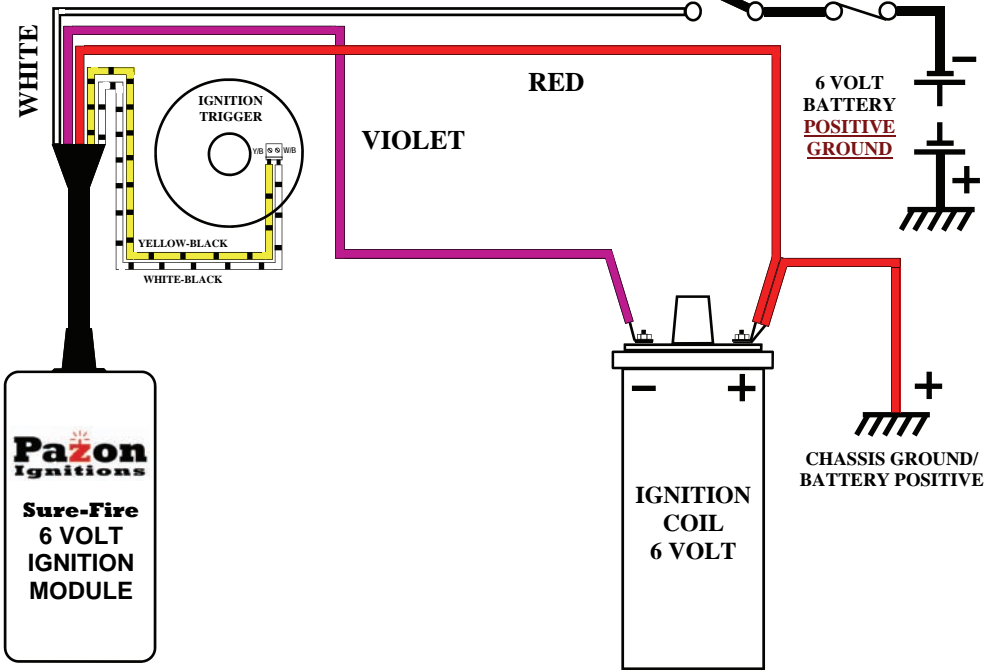 WHITE
IGNITION
TRIGGER
Y/B
W/B
RED
VIOLET
6 VOLT
BATTERY
POSITIVE
GROUND
−
+
YELLOW-BLACK
WHITE-BLACK
Pazon
Ignitions
Sure-Fire
6 VOLT
IGNITION
MODULE
− +
IGNITION
COIL
6 VOLT
+
CHASSIS GROUND/
BATTERY POSITIVE